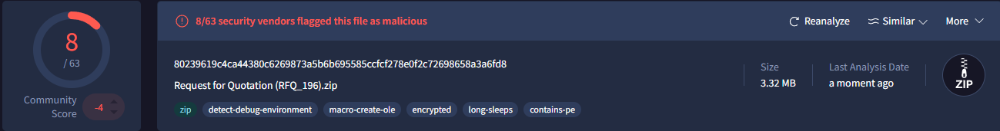 8
/ 63
Community
Score
-4
8/63 security vendors flagged this file as malicious
Reanalyze
Similar
More
80239619c4ca44380c6269873a5b6b695585ccfcf278e0f2c72698658a3a6fd8
Request for Quotation (RFQ_196).zip
zip
detect-debug-environment
macro-create-ole
encrypted
long-sleeps
contains-pe
Size
3.32 MB
Last Analysis Date
a moment ago
ZIP